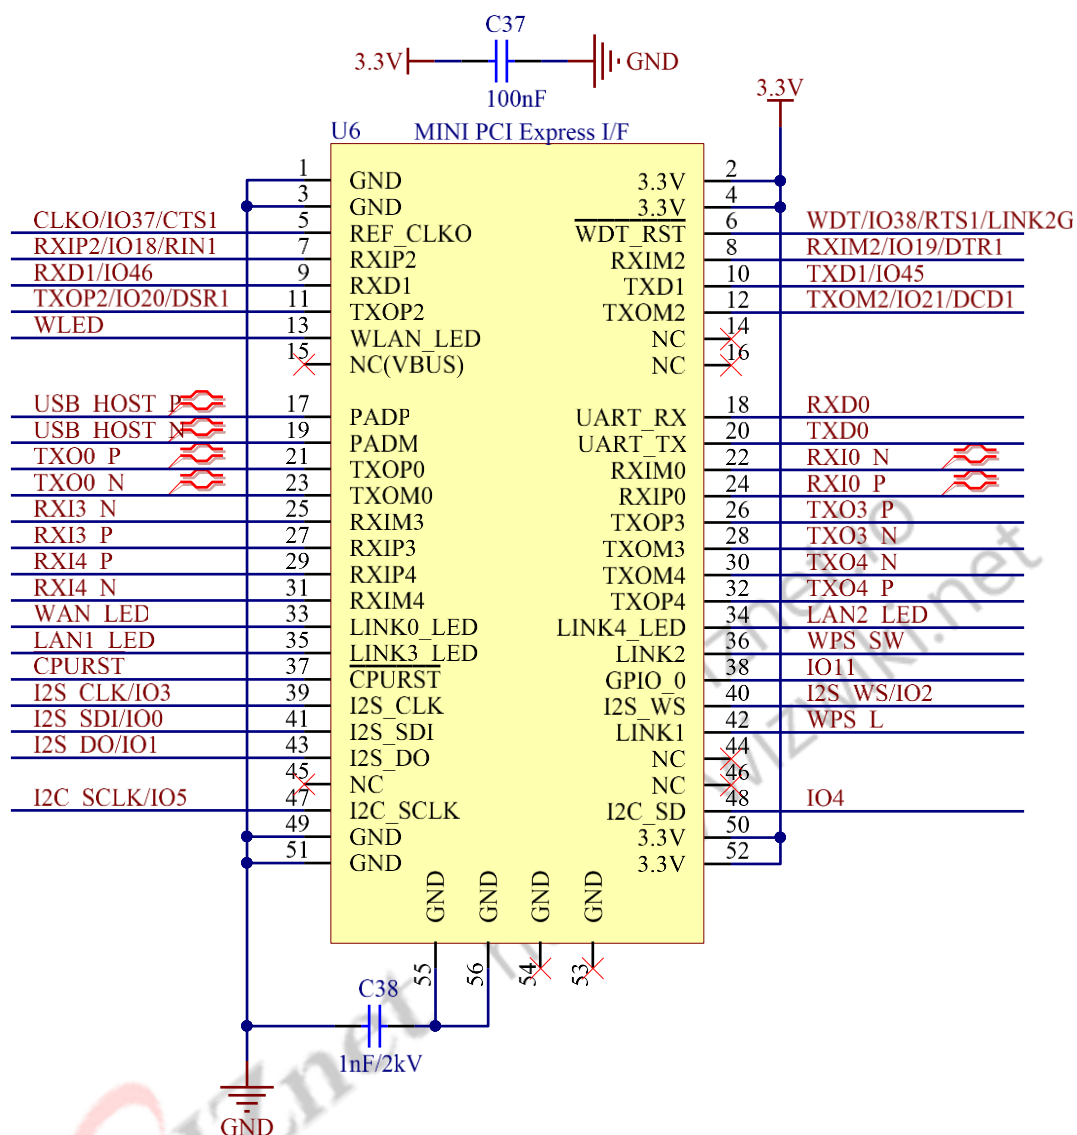 C37
3.3V GND
100nF
3.3V
U6 MINI PCI Express I/F
1 GND 3.3V 2
3 GND 3.3V 4
CLKO/IO37/CTS1 5 REF_CLKO WDT_RST 6 WDT/IO38/RTS1/LINK2G
RXIP2/IO18/RIN1 7 RXIP2 RXIM2 8 RXIM2/IO19/DTR1
RXD1/IO46 9 RXD1 TXD1 10 TXD1/IO45
TXOP2/IO20/DSR1 11 TXOP2 TXOM2 12 TXOM2/IO21/DCD1
WLED 13 WLAN_LED NC 14
15 NC(VBUS) NC 16
USB_HOST_P 17 PADP UART_RX 18 RXD0
USB_HOST_N 19 PADM UART_TX 20 TXD0
TXO0_P 21 TXOP0 RXIM0 22 RXI0_N
TXO0_N 23 TXOM0 RXIP0 24 RXI0_P
RXI3_N 25 RXIM3 TXOP3 26 TXO3_P
RXI3_P 27 RXIP3 TXOM3 28 TXO3_N
RXI4_P 29 RXIP4 TXOM4 30 TXO4_N
RXI4_N 31 RXIM4 TXOP4 32 TXO4_P
WAN_LED 33 LINK0_LED LINK4_LED 34 LAN2_LED
LAN1_LED 35 LINK3_LED LINK2 36 WPS_SW
CPURST 37 CPURST GPIO_0 38 IO11
I2S_CLK/IO3 39 I2S_CLK I2S_WS 40 I2S_WS/IO2
I2S_SDI/IO0 41 I2S_SDI LINK1 42 WPS_L
I2S_DO/IO1 43 I2S_DO NC 44
45 NC NC 46
I2C_SCLK/IO5 47 I2C_SCLK I2C_SD 48 IO4
49 GND 3.3V 50
51 GND 3.3V 52
GND GND GND GND
55 56 54 53
C38
1nF/2kV
GND
wizwiki.net